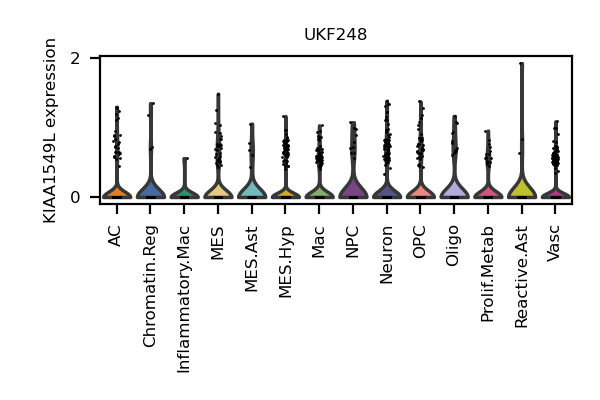 UKF248
KIAA1549L expression
2
0
AC
Chromatin.Reg
Inflammatory.Mac
MES
MES.Ast
MES.Hyp
Mac
NPC
Neuron
OPC
Oligo
Prolif.Metab
Reactive.Ast
Vasc